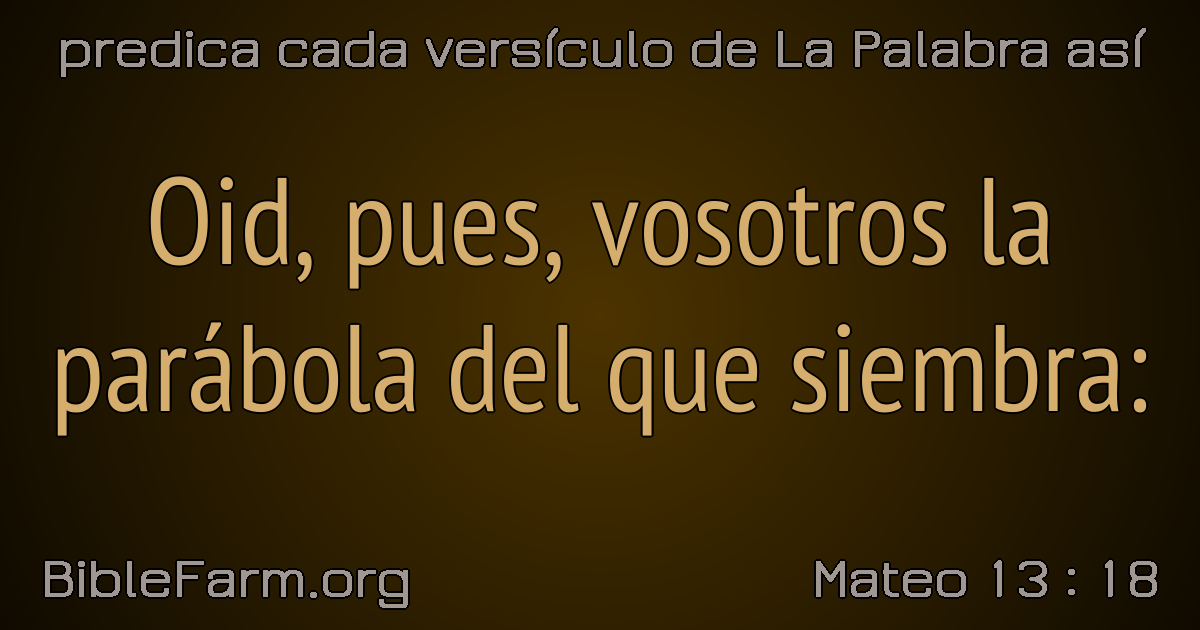 predica cada versículo de La Palabra así
Oid, pues, vosotros la
parábola del que siembra:
BibleFarm.org
Mateo 13 : 18